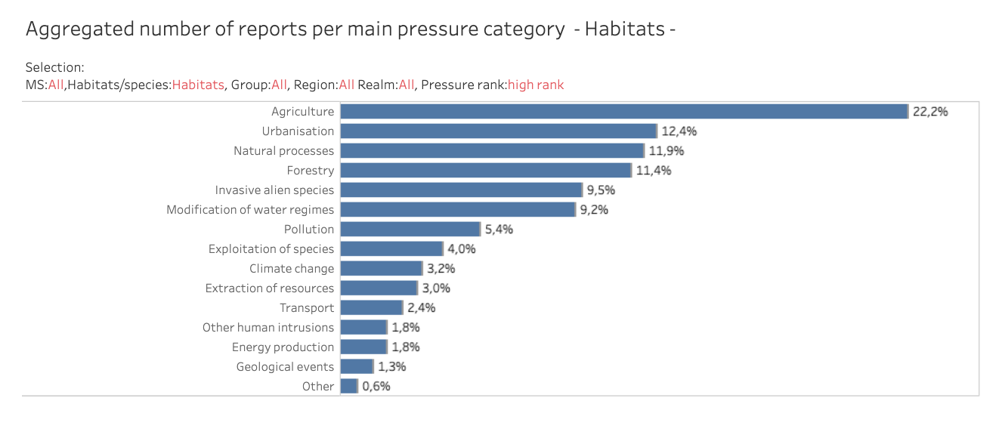 Aggregated number of reports per main pressure category - Habitats -
Selection:
MS:All,Habitats/species:Habitats, Group:All, Region:All Realm:All, Pressure rank:high rank
Agriculture 22,2%
Urbanisation 12,4%
Natural processes 11,9%
Forestry 11,4%
Invasive alien species 9,5%
Modification of water regimes 9,2%
Pollution 5,4%
Exploitation of species 4,0%
Climate change 3,2%
Extraction of resources 3,0%
Transport 2,4%
Other human intrusions 1,8%
Energy production 1,8%
Geological events 1,3%
Other 0,6%